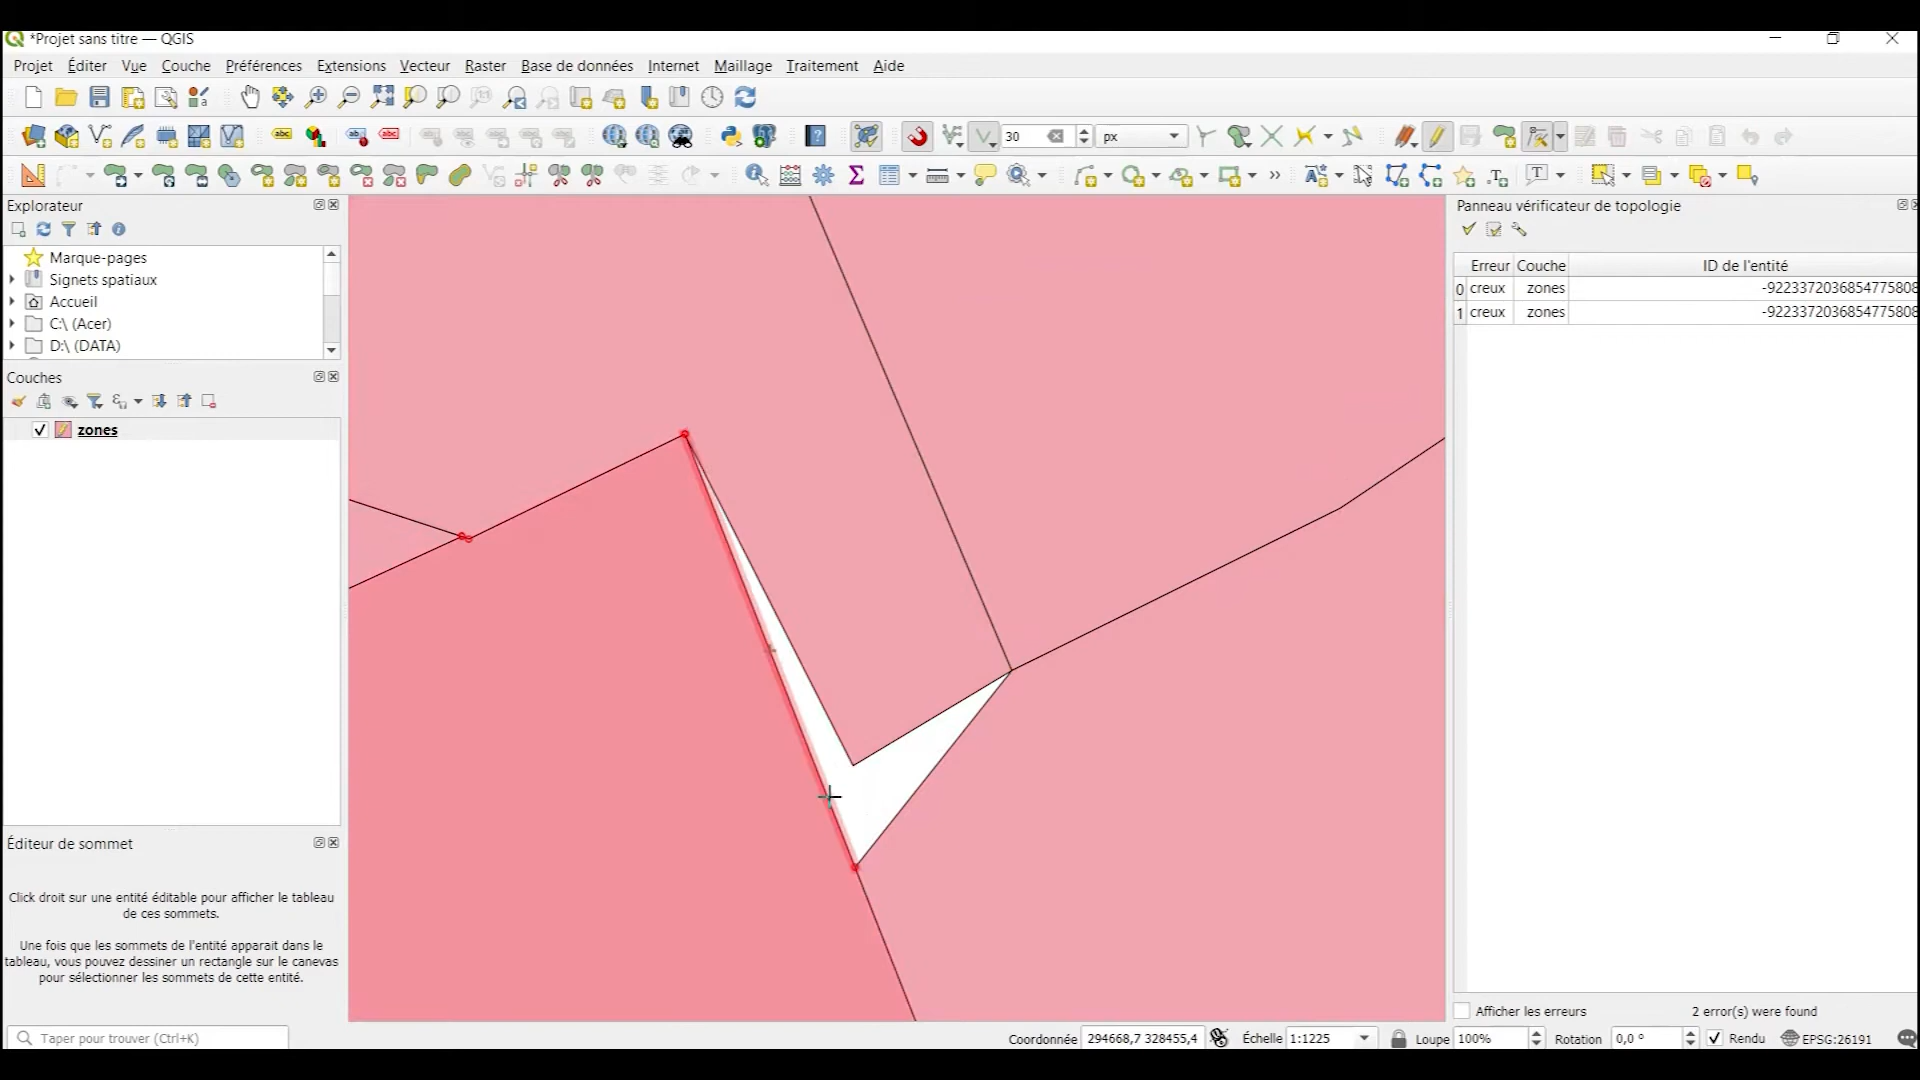 *Projet sans titre — QGIS
Projet Éditer Vue Couche Préférences Extensions Vecteur Raster Base de données Internet Maillage Traitement Aide
abc ab abc 30 px
Explorateur
Marque-pages
Signets spatiaux
Accueil
C:\ (Acer)
D:\ (DATA)
Couches
zones
Éditeur de sommet
Click droit sur une entité éditable pour afficher le tableau
de ces sommets.
Une fois que les sommets de l'entité apparait dans le
tableau, vous pouvez dessiner un rectangle sur le canevas
pour sélectionner les sommets de cette entité.
Panneau vérificateur de topologie
Erreur Couche ID de l'entité
0 creux zones -9223372036854775808
1 creux zones -9223372036854775808
Afficher les erreurs 2 error(s) were found
Taper pour trouver (Ctrl+K) Coordonnée 294668,7 328455,4 Échelle 1:1225 Loupe 100% Rotation 0,0 ° Rendu EPSG:26191